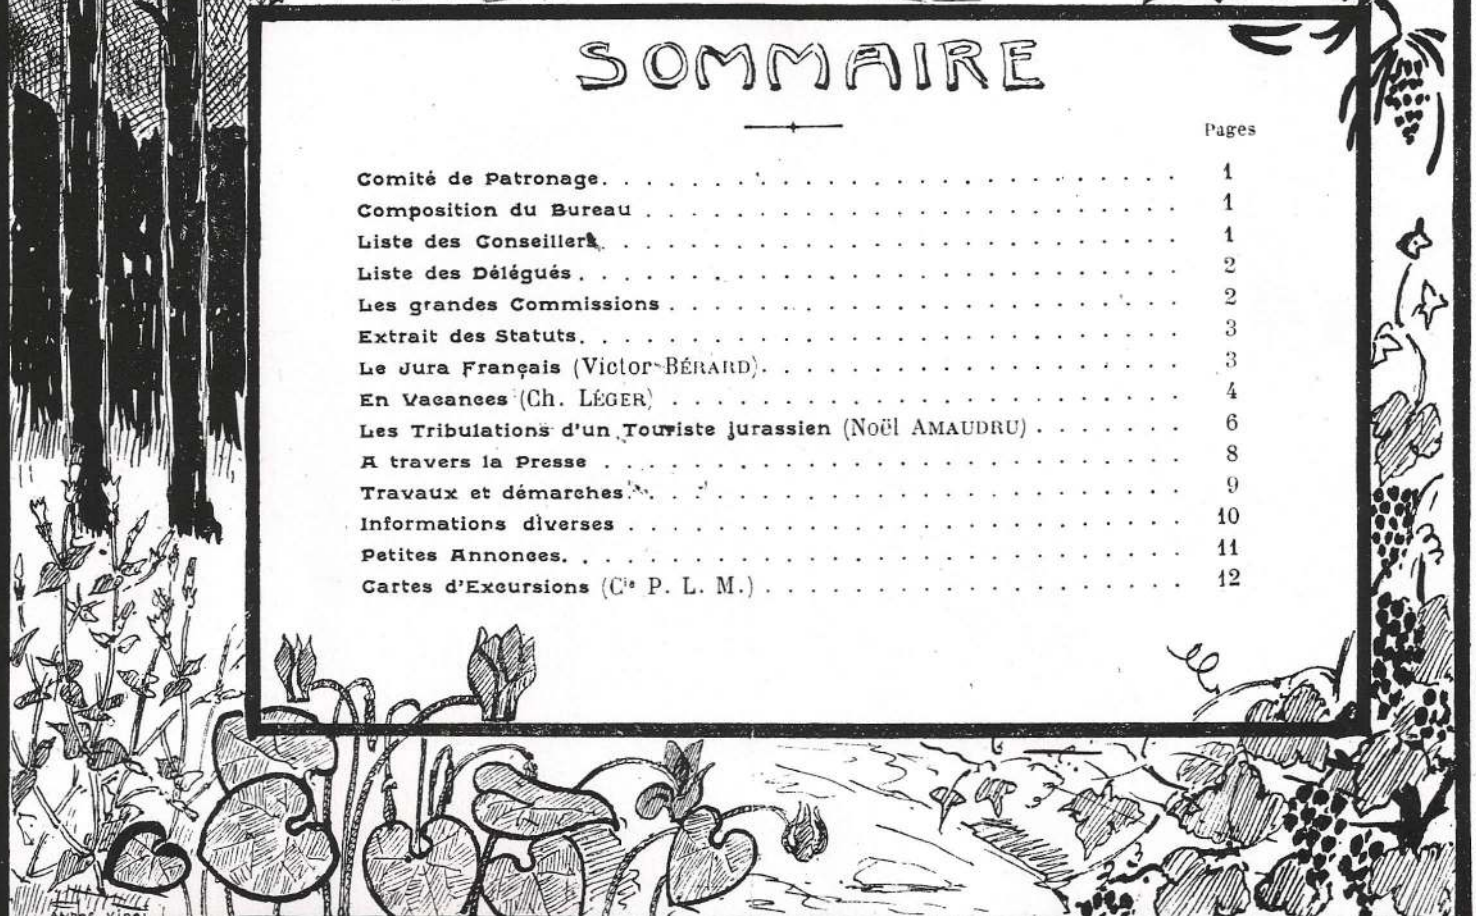 SOMMAIRE
Pages
Comité de Patronage. . . . . . . . . . . . . . . . . . . . . . . . . . . . 1
Composition du Bureau . . . . . . . . . . . . . . . . . . . . . . . . . . 1
Liste des Conseillers. . . . . . . . . . . . . . . . . . . . . . . . . . . . 1
Liste des Délégués . . . . . . . . . . . . . . . . . . . . . . . . . . . . . 2
Les grandes Commissions . . . . . . . . . . . . . . . . . . . . . . . . . 2
Extrait des Statuts. . . . . . . . . . . . . . . . . . . . . . . . . . . . . 3
Le Jura Français (Victor BÉRARD). . . . . . . . . . . . . . . . . . . . 3
En Vacances (Ch. LÉGER) . . . . . . . . . . . . . . . . . . . . . . . . . 4
Les Tribulations d'un Touriste jurassien (Noël AMAUDRU) . . . . . . . 6
A travers la Presse . . . . . . . . . . . . . . . . . . . . . . . . . . . . 8
Travaux et démarches. . . . . . . . . . . . . . . . . . . . . . . . . . . 9
Informations diverses . . . . . . . . . . . . . . . . . . . . . . . . . . . 10
Petites Annonces. . . . . . . . . . . . . . . . . . . . . . . . . . . . . . 11
Cartes d'Excursions (Cie P. L. M.) . . . . . . . . . . . . . . . . . . . . 12